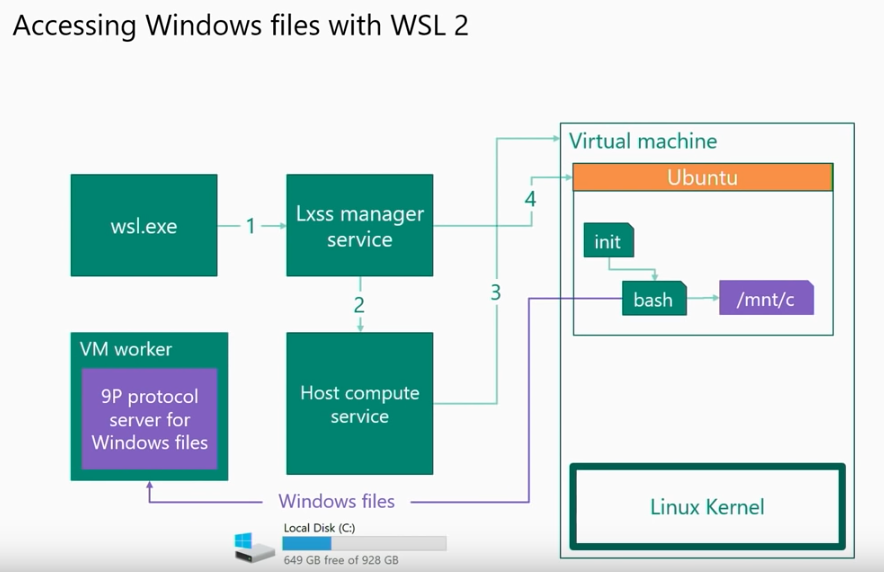 Accessing Windows files with WSL 2
Virtual machine
Ubuntu
wsl.exe
1
Lxss manager
service
4
init
2
3
bash
/mnt/c
VM worker
9P protocol
server for
Windows files
Host compute
service
Windows files
Linux Kernel
Local Disk (C:)
649 GB free of 928 GB